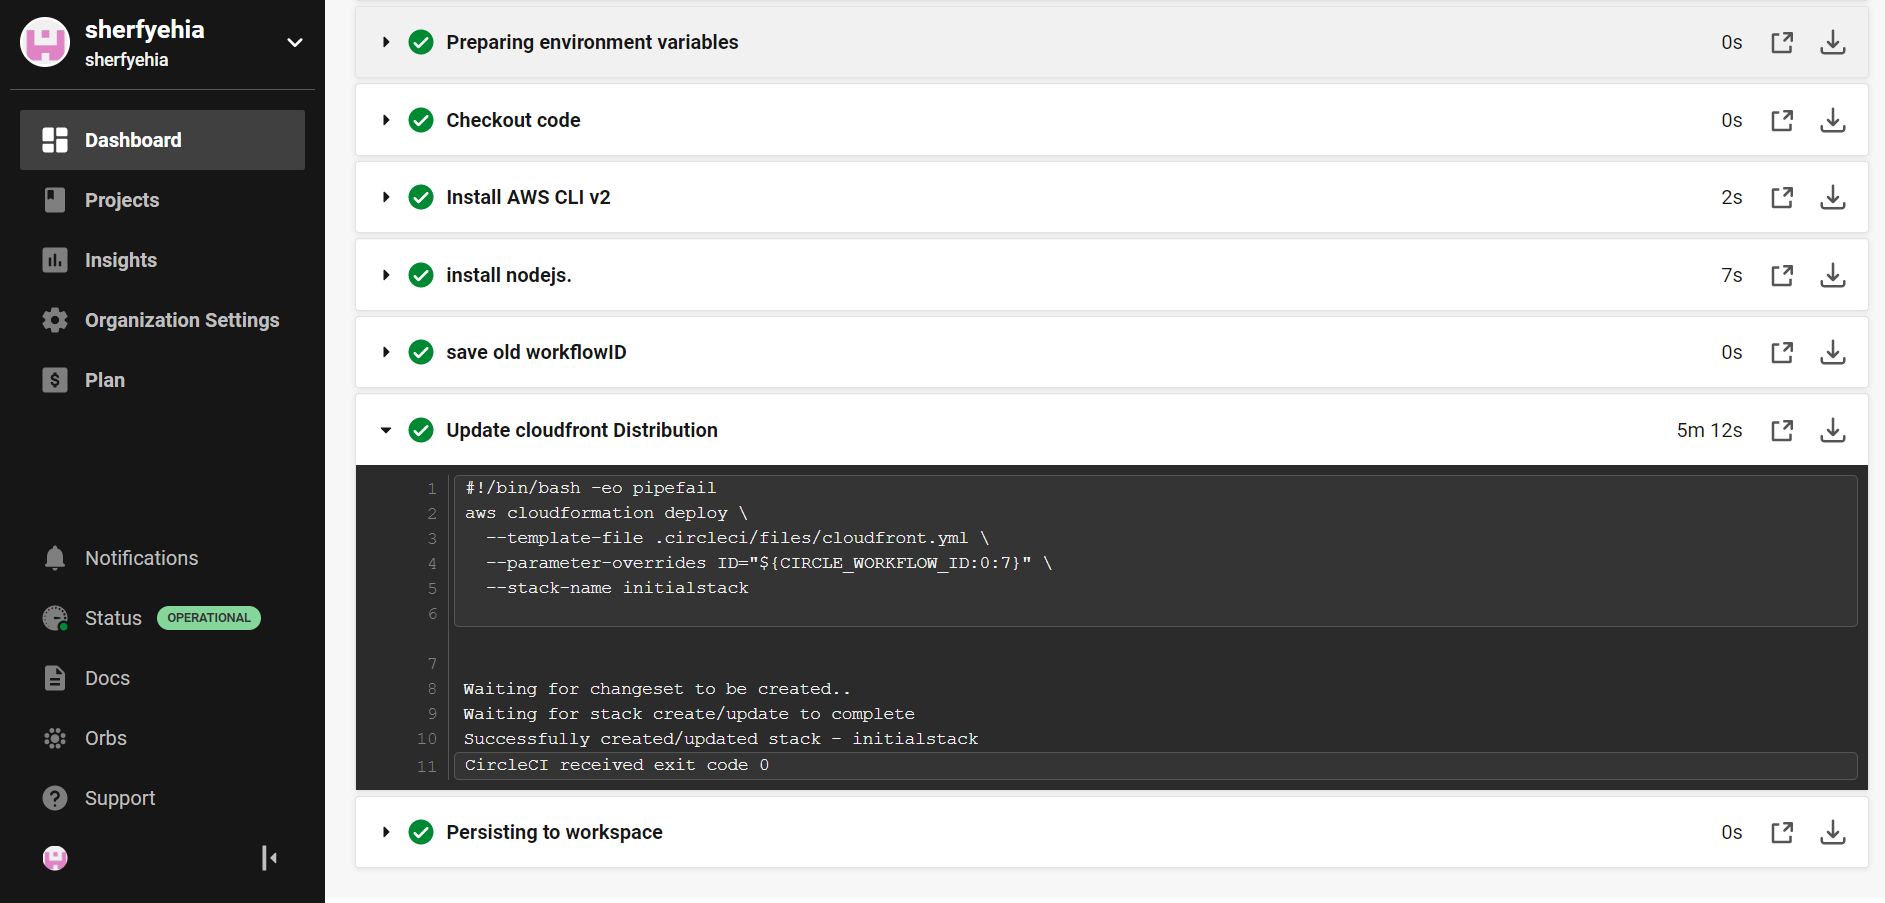 sherfyehia
sherfyehia
Dashboard
Projects
Insights
Organization Settings
Plan
Notifications
Status OPERATIONAL
Docs
Orbs
Support
Preparing environment variables 0s
Checkout code 0s
Install AWS CLI v2 2s
install nodejs. 7s
save old workflowID 0s
Update cloudfront Distribution 5m 12s
1 #!/bin/bash -eo pipefail
2 aws cloudformation deploy \
3 --template-file .circleci/files/cloudfront.yml \
4 --parameter-overrides ID="${CIRCLE_WORKFLOW_ID:0:7}" \
5 --stack-name initialstack
6
7
8 Waiting for changeset to be created..
9 Waiting for stack create/update to complete
10 Successfully created/updated stack - initialstack
11 CircleCI received exit code 0
Persisting to workspace 0s